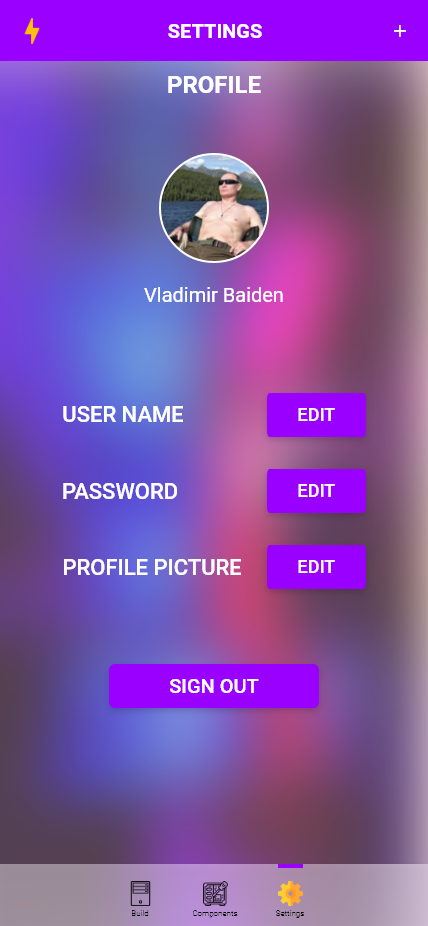 SETTINGS
PROFILE
Vladimir Baiden
USER NAME EDIT
PASSWORD EDIT
PROFILE PICTURE EDIT
SIGN OUT
Build Components Settings